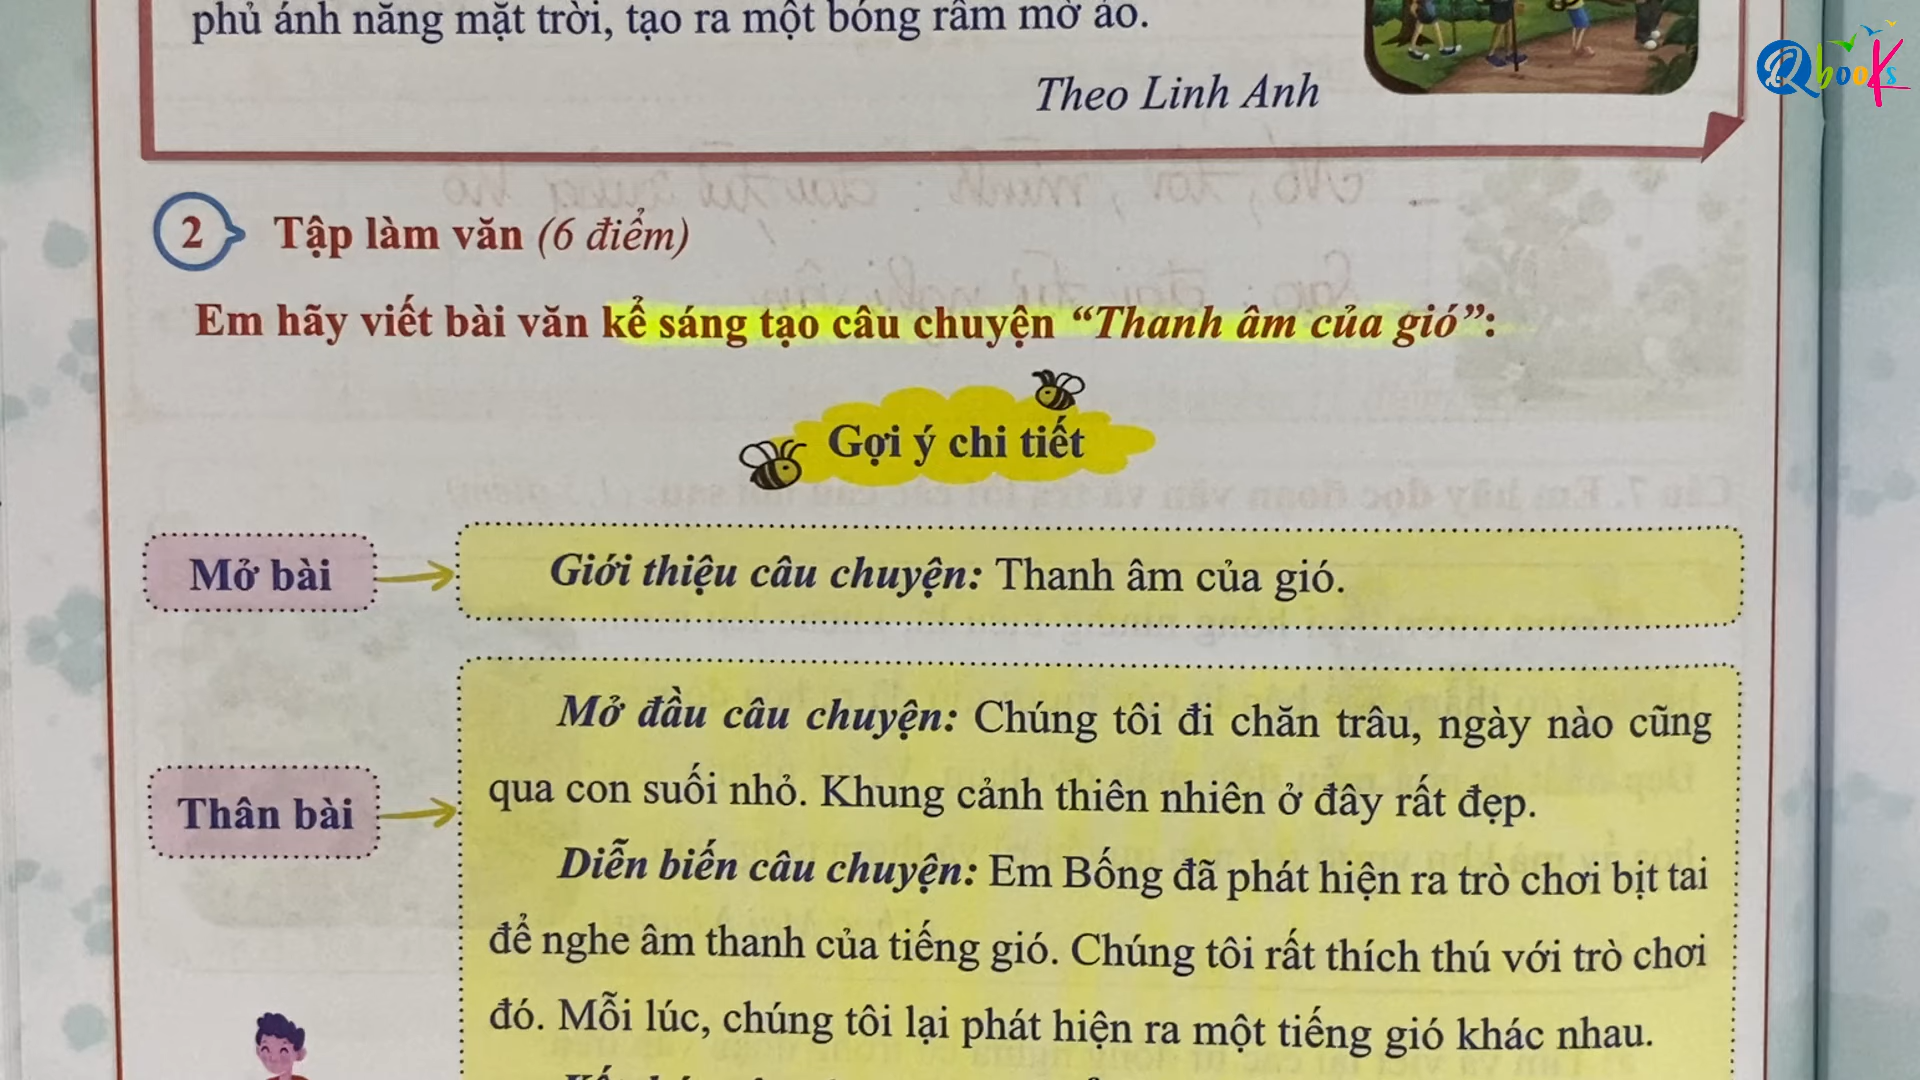 phủ ánh nắng mặt trời, tạo ra một bóng râm mờ ảo.
Theo Linh Anh
Qbooks
2 Tập làm văn (6 điểm)
Em hãy viết bài văn kể sáng tạo câu chuyện “Thanh âm của gió”:
Gợi ý chi tiết
Mở bài
Giới thiệu câu chuyện: Thanh âm của gió.
Thân bài
Mở đầu câu chuyện: Chúng tôi đi chăn trâu, ngày nào cũng
qua con suối nhỏ. Khung cảnh thiên nhiên ở đây rất đẹp.
Diễn biến câu chuyện: Em Bống đã phát hiện ra trò chơi bịt tai
để nghe âm thanh của tiếng gió. Chúng tôi rất thích thú với trò chơi
đó. Mỗi lúc, chúng tôi lại phát hiện ra một tiếng gió khác nhau.